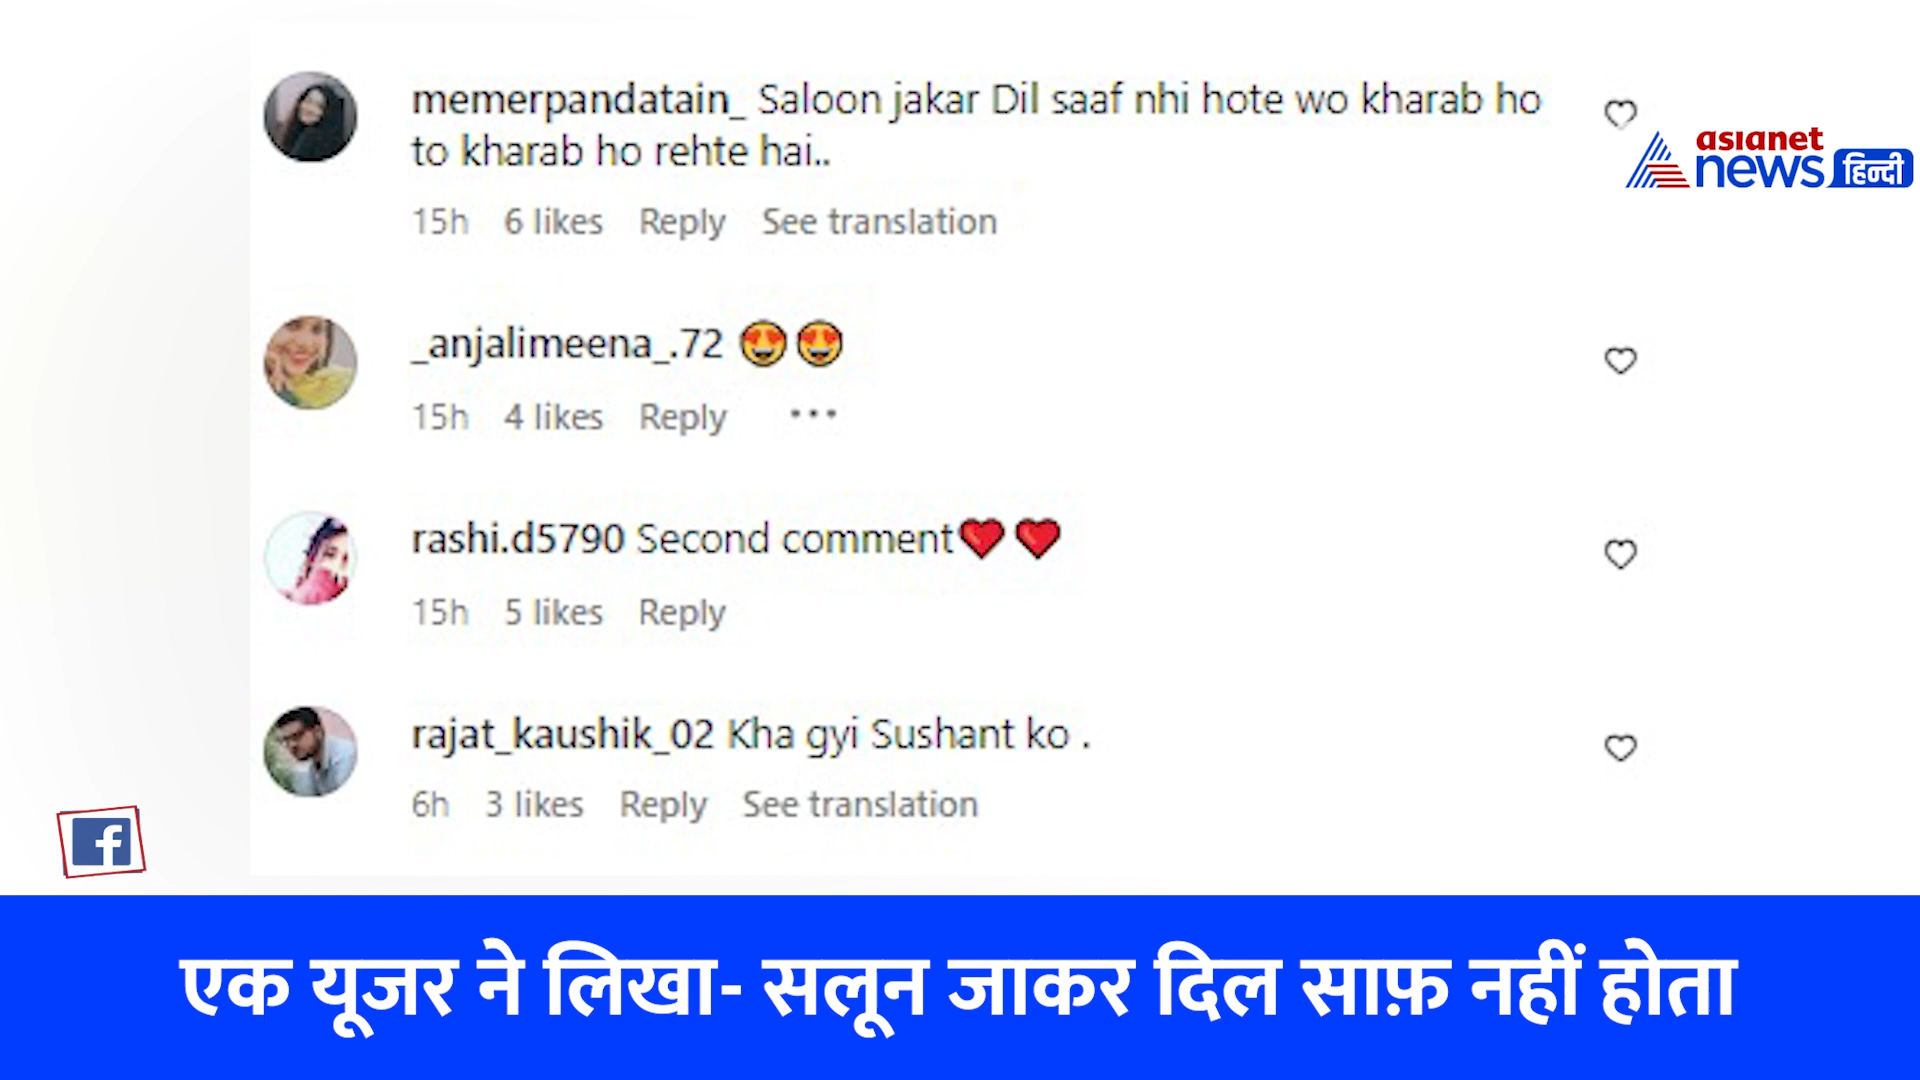 memerpandatain_ Saloon jakar Dil saaf nhi hote wo kharab ho
to kharab ho rehte hai..
15h 6 likes Reply See translation
asianet
news हिन्दी
_anjalimeena_.72 😍😍
15h 4 likes Reply ...
rashi.d5790 Second comment❤️❤️
15h 5 likes Reply
rajat_kaushik_02 Kha gyi Sushant ko .
6h 3 likes Reply See translation
f
एक यूजर ने लिखा- सलून जाकर दिल साफ़ नहीं होता